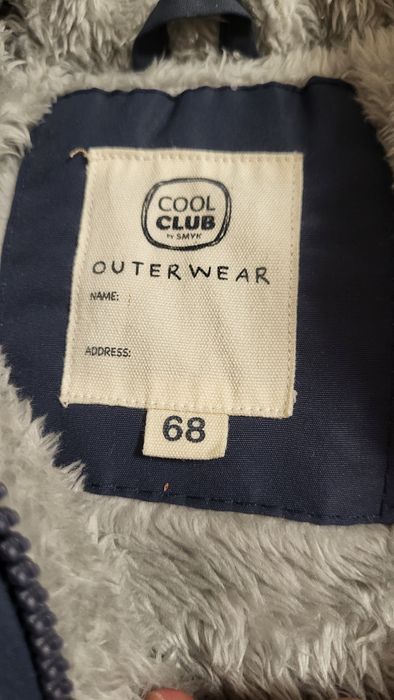 COOL
CLUB
by SMYK
OUTERWEAR
NAME:
ADDRESS:
68